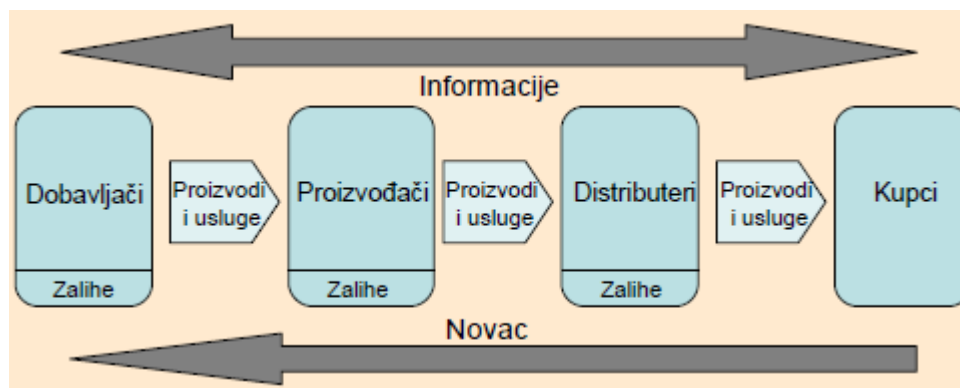 Informacije
Dobavljači
Proizvodi
i usluge
Proizvođači
Proizvodi
i usluge
Distributeri
Proizvodi
i usluge
Kupci
Zalihe
Zalihe
Zalihe
Novac